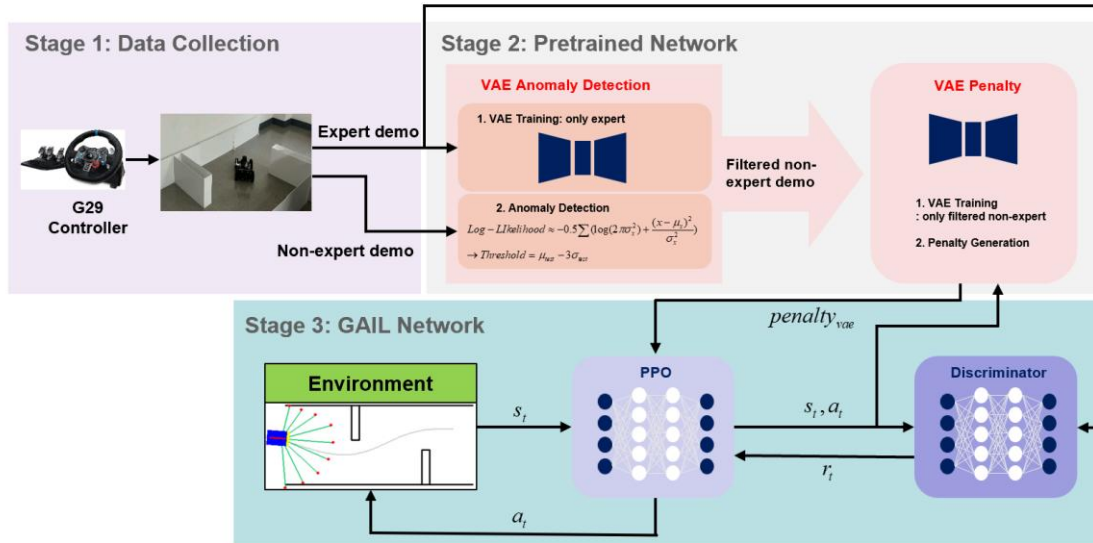 Stage 1: Data Collection
G29
Controller
Expert demo
Non-expert demo
Stage 2: Pretrained Network
VAE Anomaly Detection
1. VAE Training: only expert
2. Anomaly Detection
Log − LIkelihood ≈ −0.5∑(log(2πσ_x^2) + (x − μ_x)^2 / σ_x^2)
→ Threshold = μ_test − 3σ_test
Filtered non-
expert demo
VAE Penalty
1. VAE Training
: only filtered non-expert
2. Penalty Generation
Stage 3: GAIL Network
penalty_vae
Environment
s_t
PPO
s_t, a_t
r_t
Discriminator
a_t